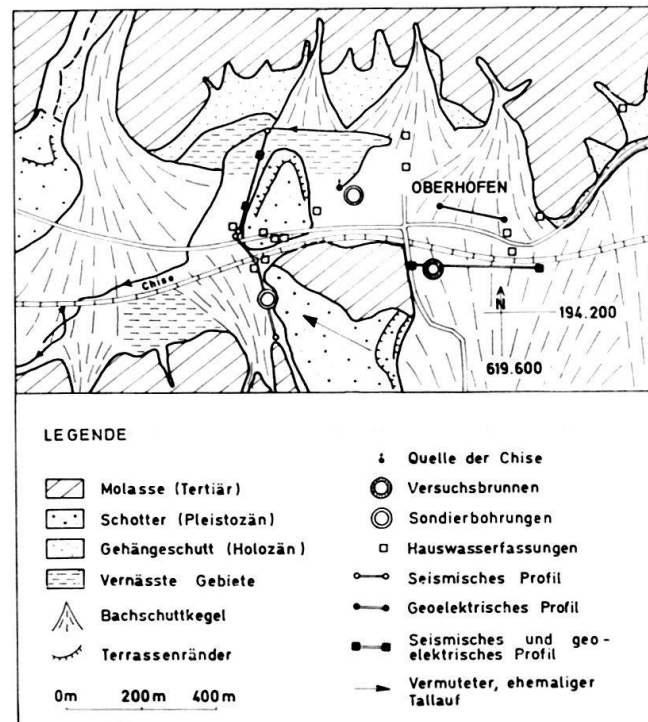 OBERHOFEN
Chise
N
194.200
619.600
LEGENDE
Molasse (Tertiär)
Schotter (Pleistozän)
Gehängeschutt (Holozän)
Vernässte Gebiete
Bachschuttkegel
Terrassenränder
0m 200m 400m
Quelle der Chise
Versuchsbrunnen
Sondierbohrungen
Hauswasserfassungen
Seismisches Profil
Geoelektrisches Profil
Seismisches und geo-
elektrisches Profil
Vermuteter, ehemaliger
Tallauf